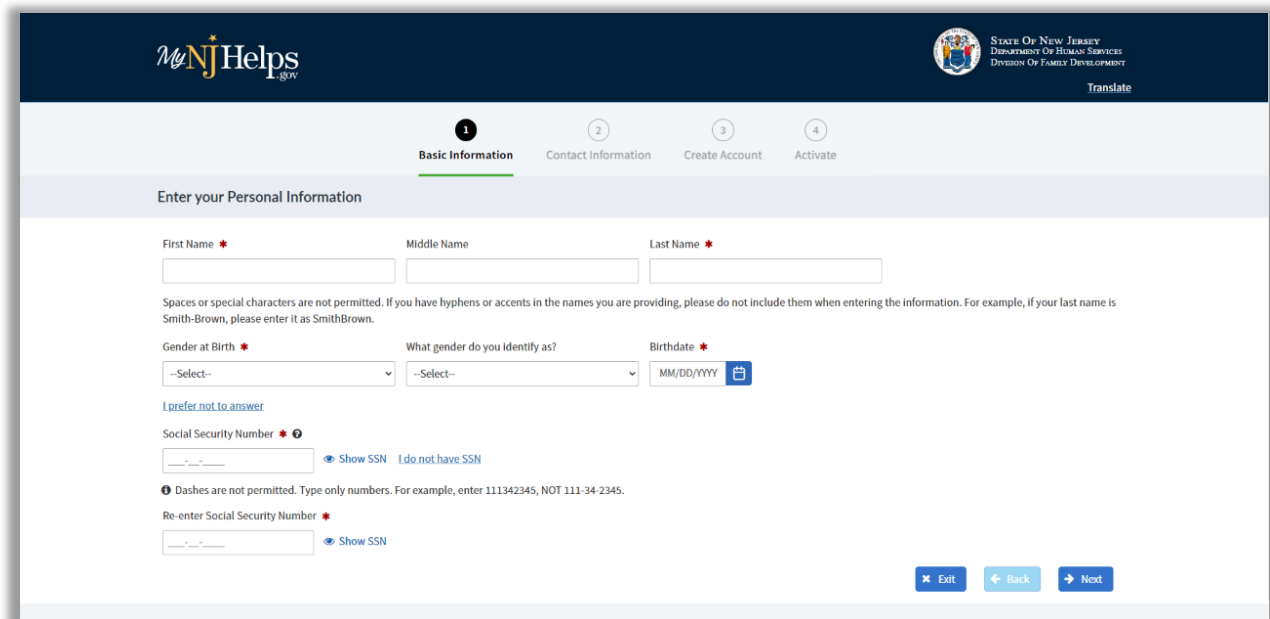 MyNJHelps
.gov
STATE OF NEW JERSEY
DEPARTMENT OF HUMAN SERVICES
DIVISION OF FAMILY DEVELOPMENT
Translate
1 2 3 4
Basic Information Contact Information Create Account Activate
Enter your Personal Information
First Name * Middle Name Last Name *
Spaces or special characters are not permitted. If you have hyphens or accents in the names you are providing, please do not include them when entering the information. For example, if your last name is
Smith-Brown, please enter it as SmithBrown.
Gender at Birth * What gender do you identify as? Birthdate *
--Select-- --Select-- MM/DD/YYYY
I prefer not to answer
Social Security Number * ?
___-__-____ Show SSN I do not have SSN
Dashes are not permitted. Type only numbers. For example, enter 111342345, NOT 111-34-2345.
Re-enter Social Security Number *
___-__-____ Show SSN
Exit Back Next